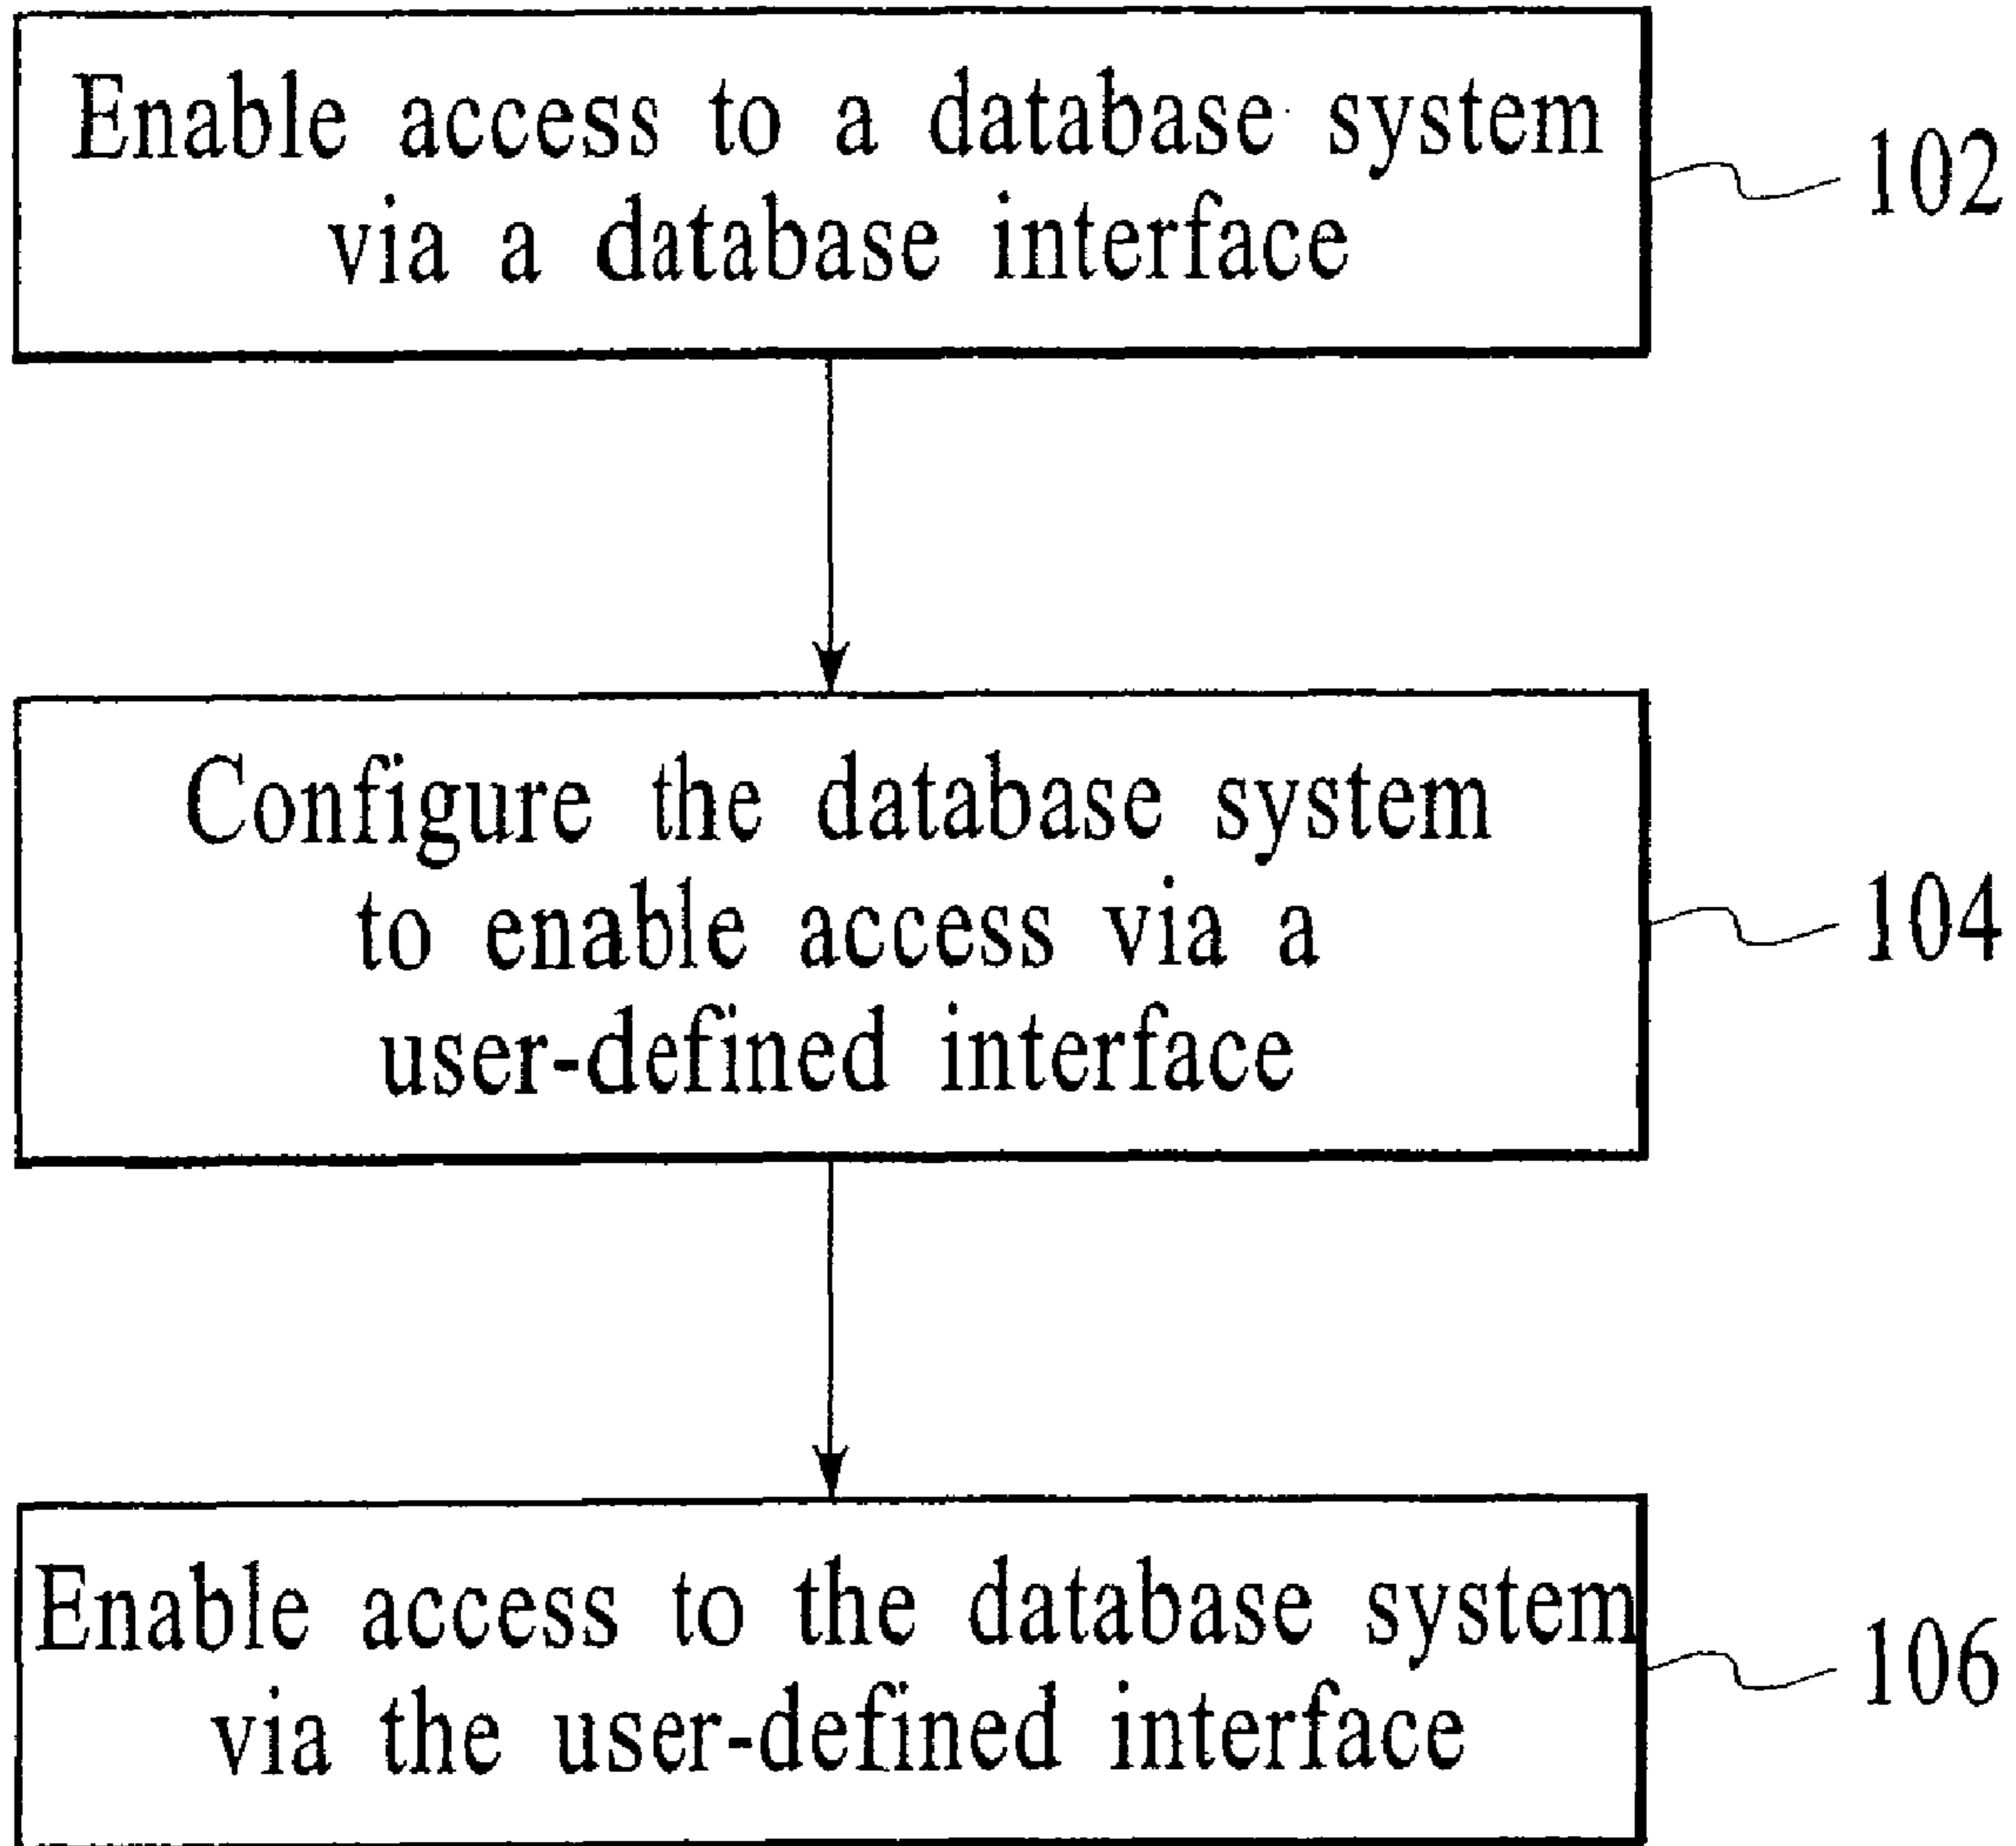 Enable access to a database system
via a database interface
102
Configure the database system
to enable access via a
user-defined interface
104
Enable access to the database system
via the user-defined interface
106